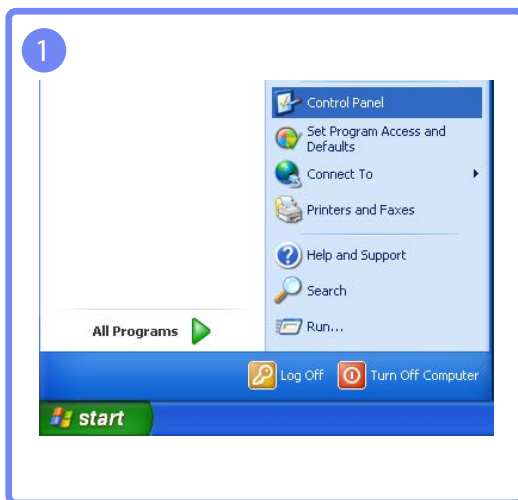 1
Control Panel
Set Program Access and
Defaults
Connect To
Printers and Faxes
Help and Support
Search
Run...
All Programs
Log Off
Turn Off Computer
start